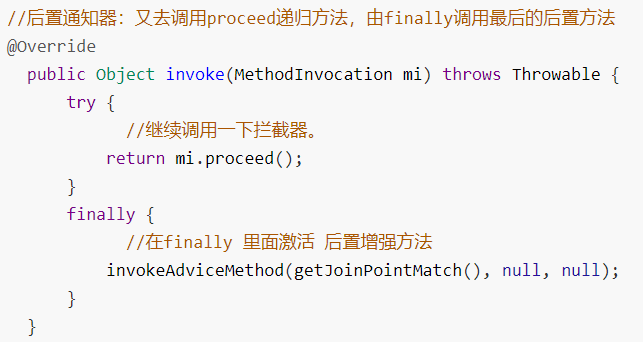 //后置通知器：又去调用proceed递归方法，由finally调用最后的后置方法
@Override
  public Object invoke(MethodInvocation mi) throws Throwable {
      try {
            //继续调用一下拦截器。
          return mi.proceed();
      }
      finally {
            //在finally 里面激活 后置增强方法
          invokeAdviceMethod(getJoinPointMatch(), null, null);
      }
  }